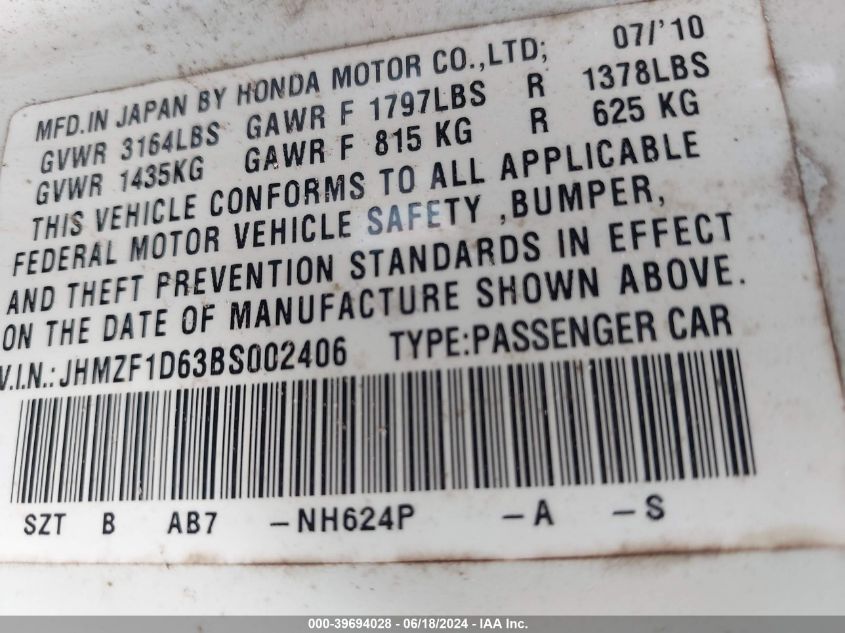 MFD.IN JAPAN BY HONDA MOTOR CO.,LTD; 07/'10
GVWR 3164LBS GAWR F 1797LBS R 1378LBS
GVWR 1435KG GAWR F 815 KG R 625 KG
THIS VEHICLE CONFORMS TO ALL APPLICABLE
FEDERAL MOTOR VEHICLE SAFETY ,BUMPER,
AND THEFT PREVENTION STANDARDS IN EFFECT
ON THE DATE OF MANUFACTURE SHOWN ABOVE.
V.I.N.: JHMZF1D63BS002406 TYPE:PASSENGER CAR
SZT B AB7 -NH624P -A -S
000-39694028 - 06/18/2024 - IAA Inc.